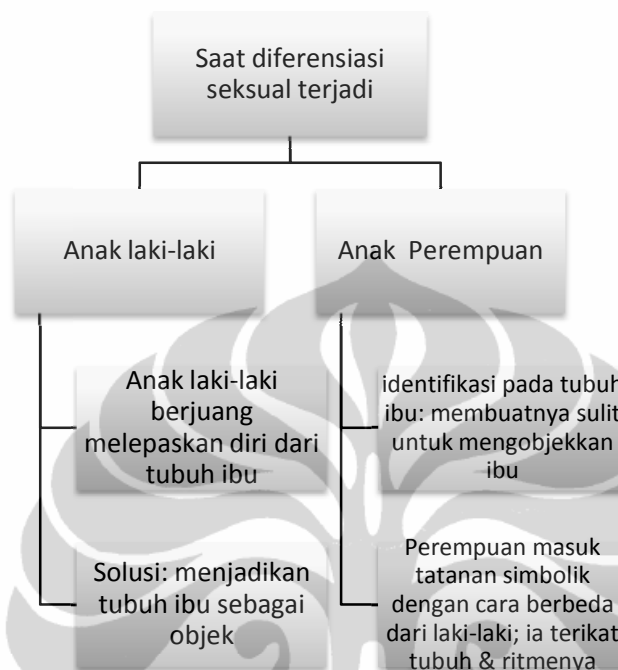 Saat diferensiasi
seksual terjadi
Anak laki-laki
Anak Perempuan
Anak laki-laki
berjuang
melepaskan diri dari
tubuh ibu
identifikasi pada tubuh
ibu: membuatnya sulit
untuk mengobjekkan
ibu
Solusi: menjadikan
tubuh ibu sebagai
objek
Perempuan masuk
tatanan simbolik
dengan cara berbeda
dari laki-laki; ia terikat
tubuh & ritmenya